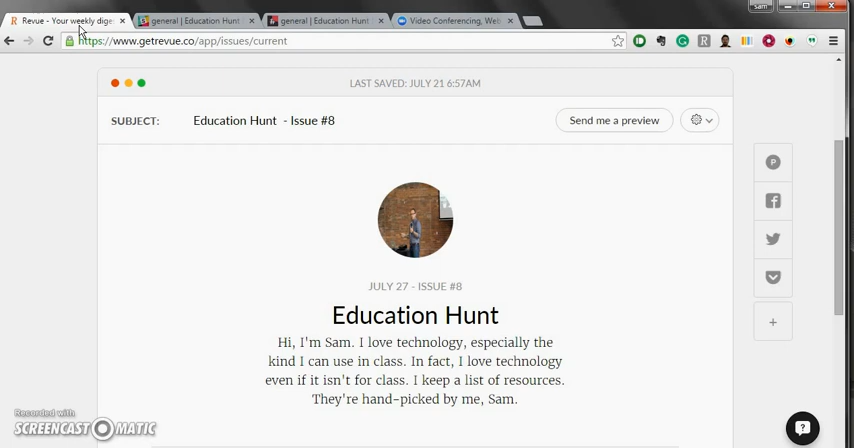 Sam
Revue - Your weekly diges
general | Education Hunt
general | Education Hunt
Video Conferencing, Web
https://www.getrevue.co/app/issues/current
LAST SAVED: JULY 21 6:57AM
SUBJECT: Education Hunt - Issue #8
Send me a preview
JULY 27 - ISSUE #8
Education Hunt
Hi, I'm Sam. I love technology, especially the
kind I can use in class. In fact, I love technology
even if it isn't for class. I keep a list of resources.
They're hand-picked by me, Sam.
Recorded with
SCREENCAST-O-MATIC